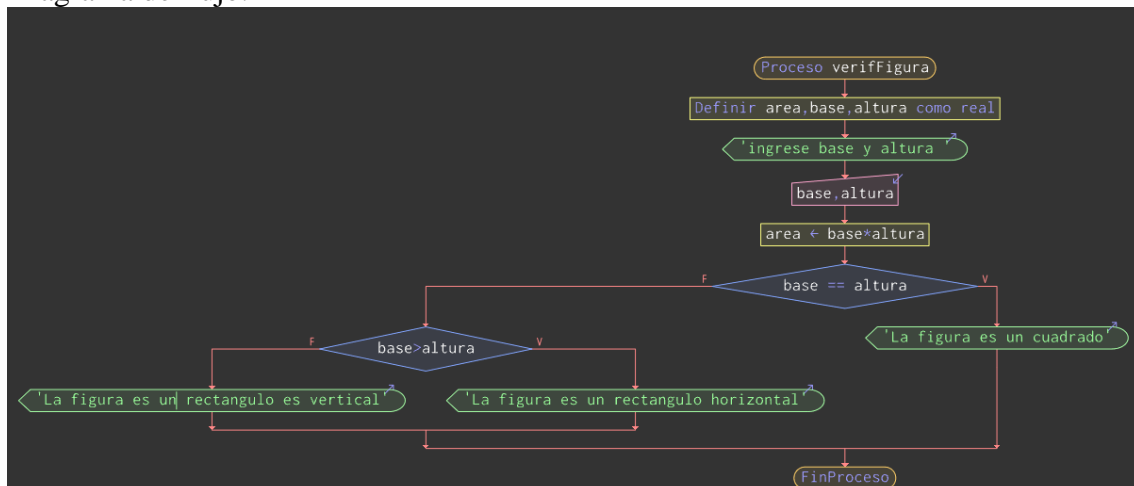 Proceso verifFigura
Definir area,base,altura como real
'ingrese base y altura '
base,altura
area ← base*altura
F
base == altura
V
'La figura es un cuadrado'
F
base>altura
V
'La figura es un rectangulo es vertical'
'La figura es un rectangulo horizontal'
FinProceso